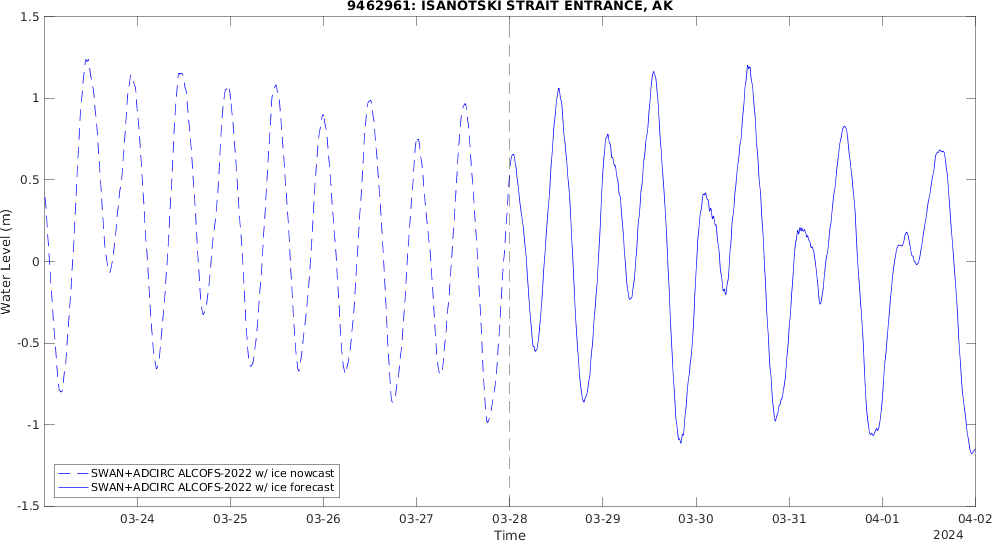 9462961: ISANOTSKI STRAIT ENTRANCE, AK
1.5
1
0.5
0
-0.5
-1
-1.5
Water Level (m)
SWAN+ADCIRC ALCOFS-2022 w/ ice nowcast
SWAN+ADCIRC ALCOFS-2022 w/ ice forecast
03-24 03-25 03-26 03-27 03-28 03-29 03-30 03-31 04-01 04-02
Time
2024